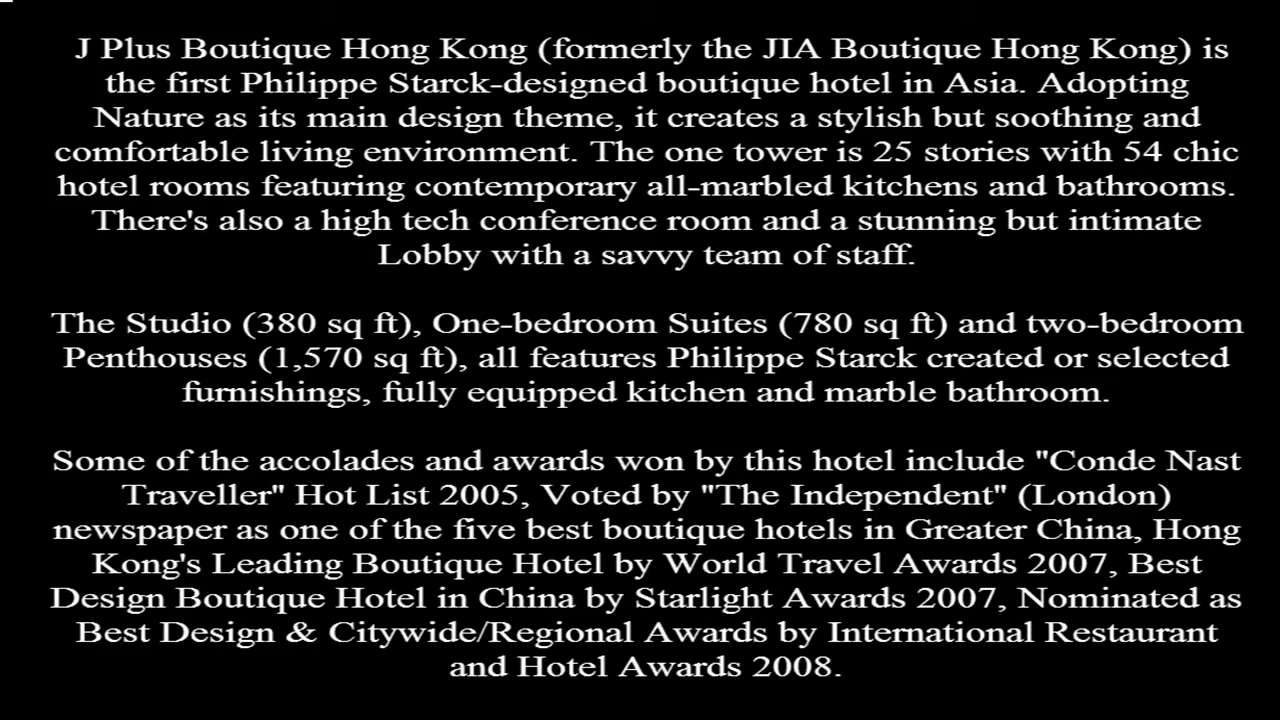 J Plus Boutique Hong Kong (formerly the JIA Boutique Hong Kong) is
the first Philippe Starck-designed boutique hotel in Asia. Adopting
Nature as its main design theme, it creates a stylish but soothing and
comfortable living environment. The one tower is 25 stories with 54 chic
hotel rooms featuring contemporary all-marbled kitchens and bathrooms.
There's also a high tech conference room and a stunning but intimate
Lobby with a savvy team of staff.
The Studio (380 sq ft), One-bedroom Suites (780 sq ft) and two-bedroom
Penthouses (1,570 sq ft), all features Philippe Starck created or selected
furnishings, fully equipped kitchen and marble bathroom.
Some of the accolades and awards won by this hotel include "Conde Nast
Traveller" Hot List 2005, Voted by "The Independent" (London)
newspaper as one of the five best boutique hotels in Greater China, Hong
Kong's Leading Boutique Hotel by World Travel Awards 2007, Best
Design Boutique Hotel in China by Starlight Awards 2007, Nominated as
Best Design & Citywide/Regional Awards by International Restaurant
and Hotel Awards 2008.